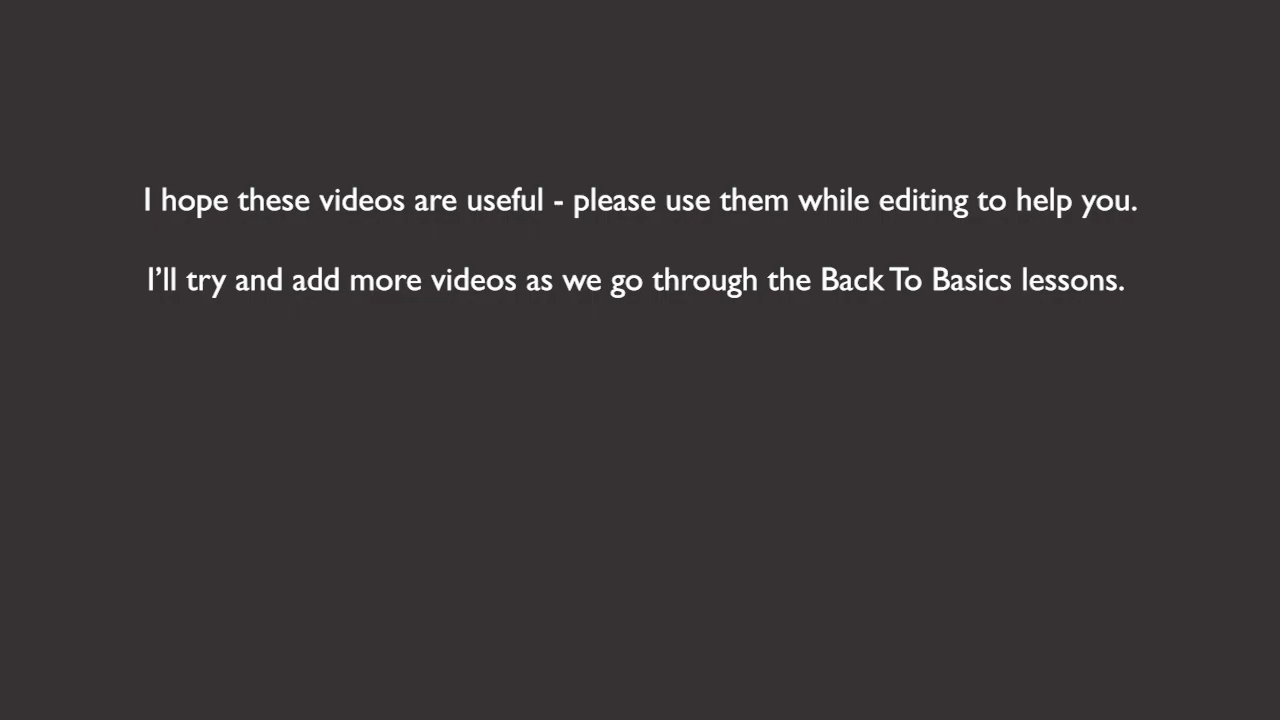 I hope these videos are useful - please use them while editing to help you.
I’ll try and add more videos as we go through the Back To Basics lessons.